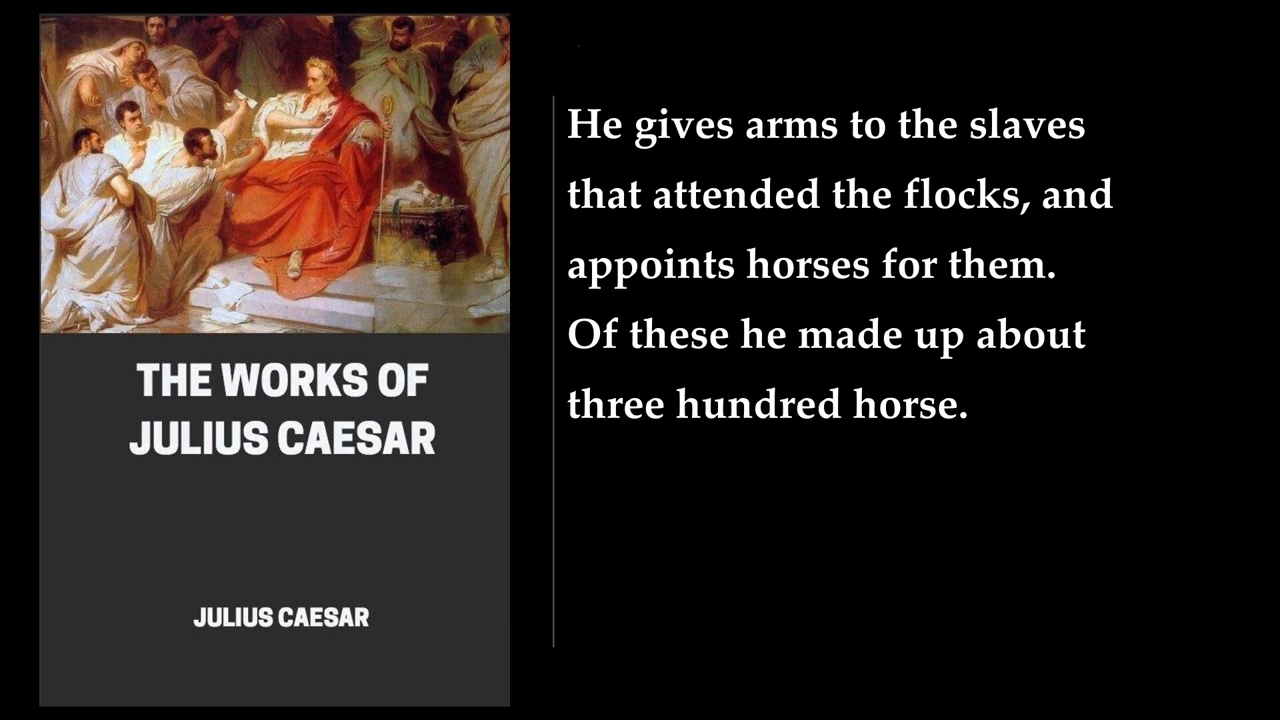 THE WORKS OF
JULIUS CAESAR
JULIUS CAESAR
He gives arms to the slaves
that attended the flocks, and
appoints horses for them.
Of these he made up about
three hundred horse.